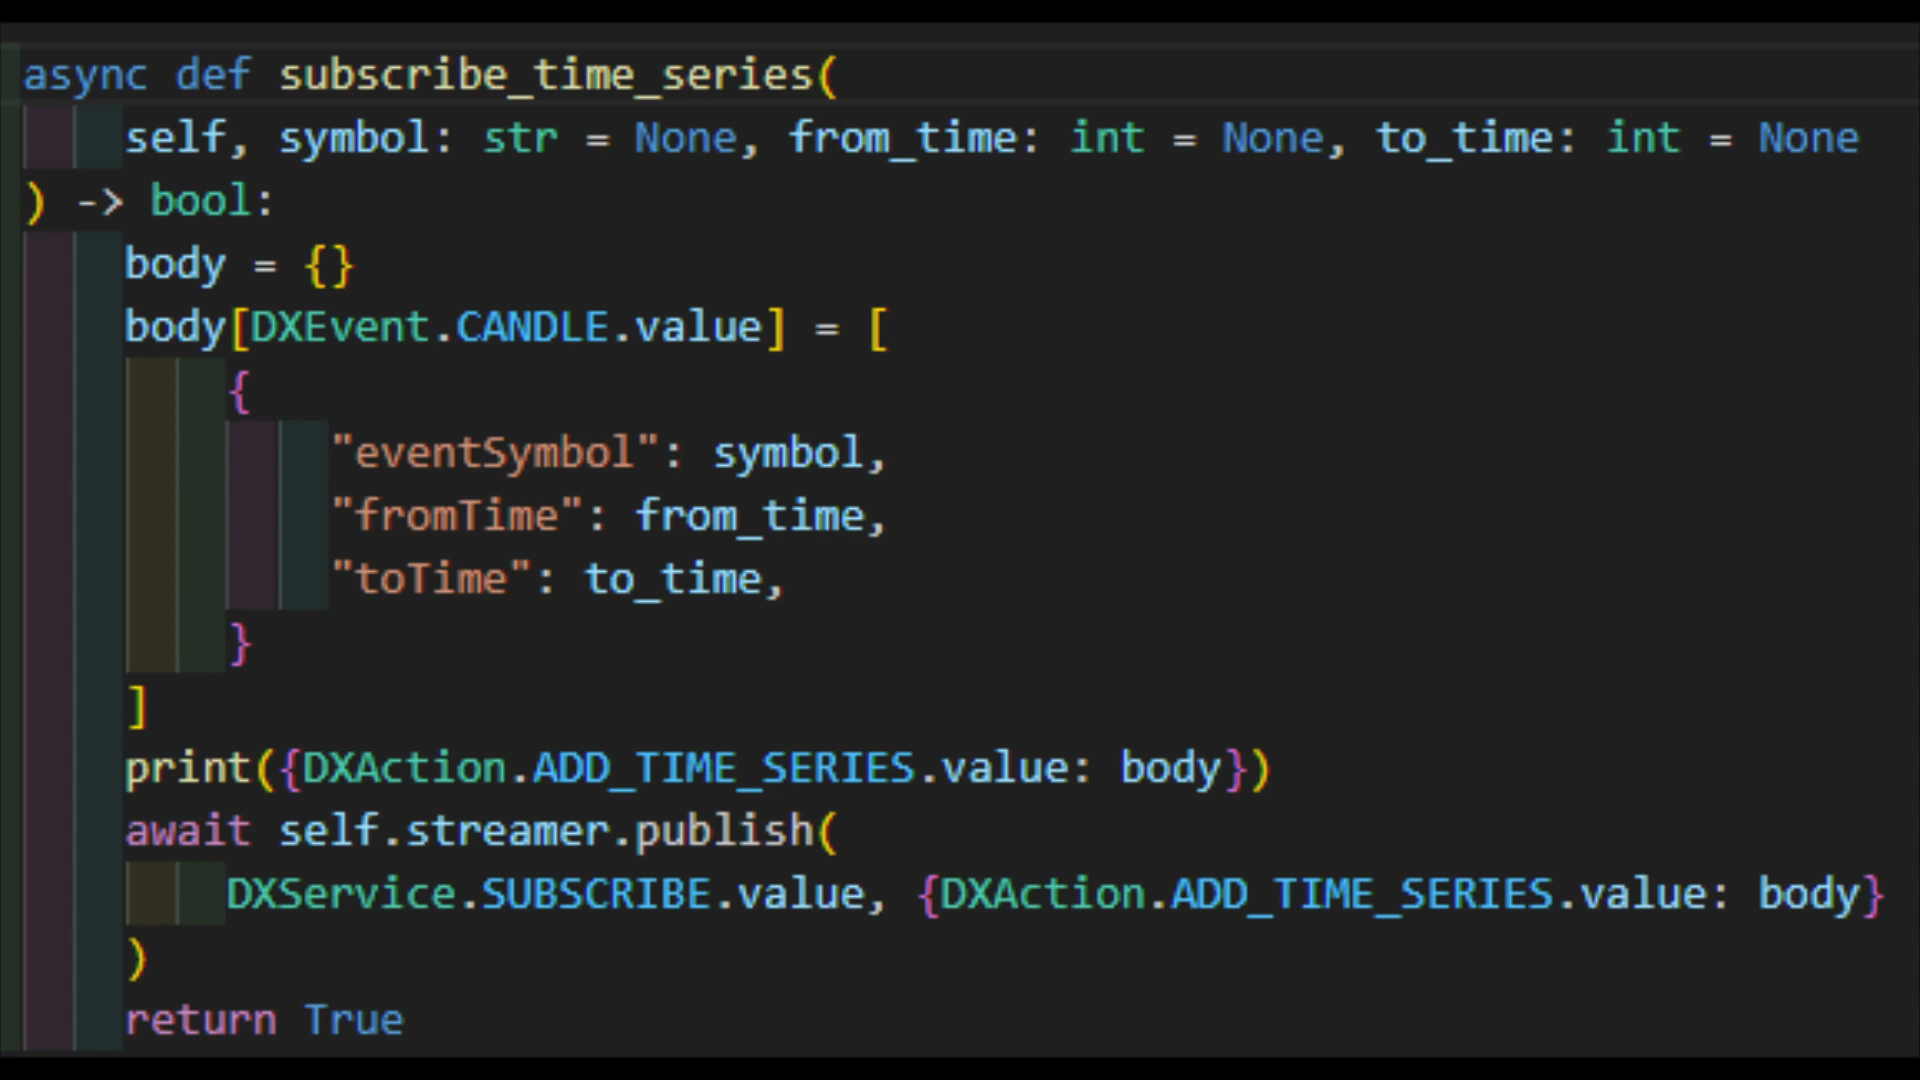 async def subscribe_time_series(
self, symbol: str = None, from_time: int = None, to_time: int = None
) -> bool:
body = {}
body[DXEvent.CANDLE.value] = [
{
"eventSymbol": symbol,
"fromTime": from_time,
"toTime": to_time,
}
]
print({DXAction.ADD_TIME_SERIES.value: body})
await self.streamer.publish(
DXService.SUBSCRIBE.value, {DXAction.ADD_TIME_SERIES.value: body}
)
return True